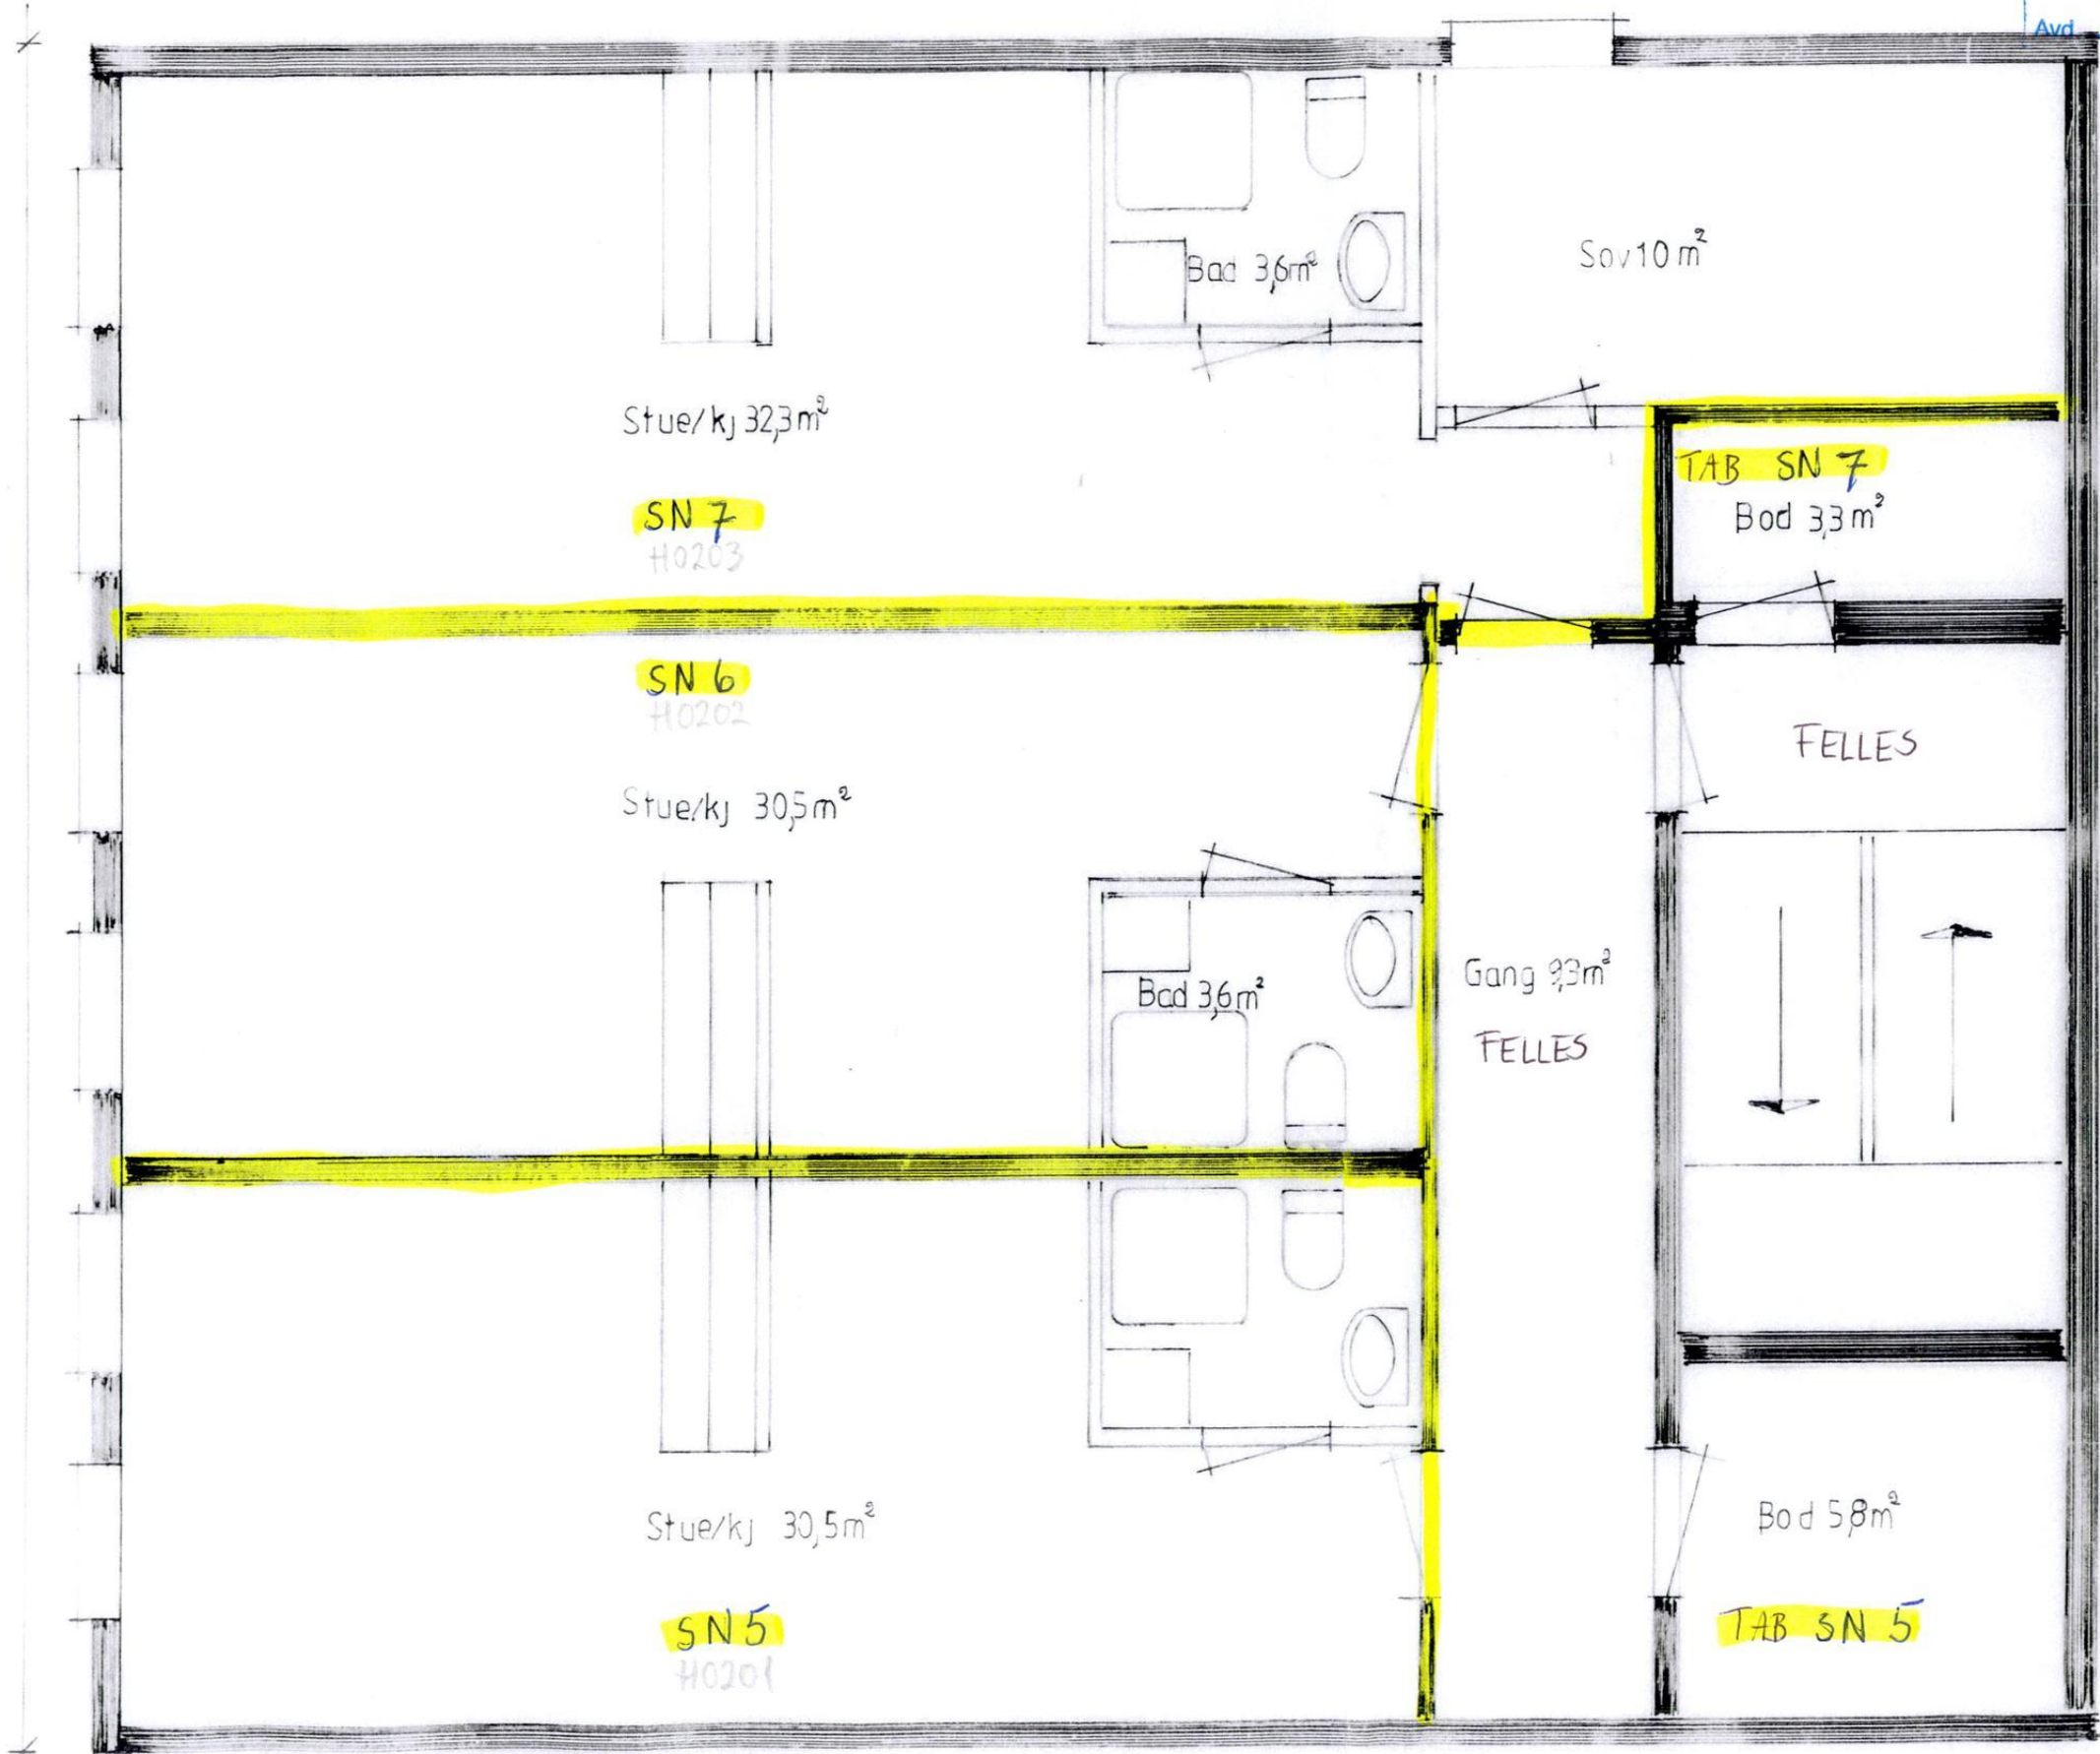 Avd
Sov 10 m²
Bad 3,6m²
Stue/kj 32,3m²
TAB SN 7
Bod 3,3m²
SN 7
H0203
SN 6
H0202
FELLES
Stue/kj 30,5m²
Gang 9,3m²
Bad 3,6m²
FELLES
Stue/kj 30,5m²
Bod 5,8m²
SN 5
TAB SN 5
H0201